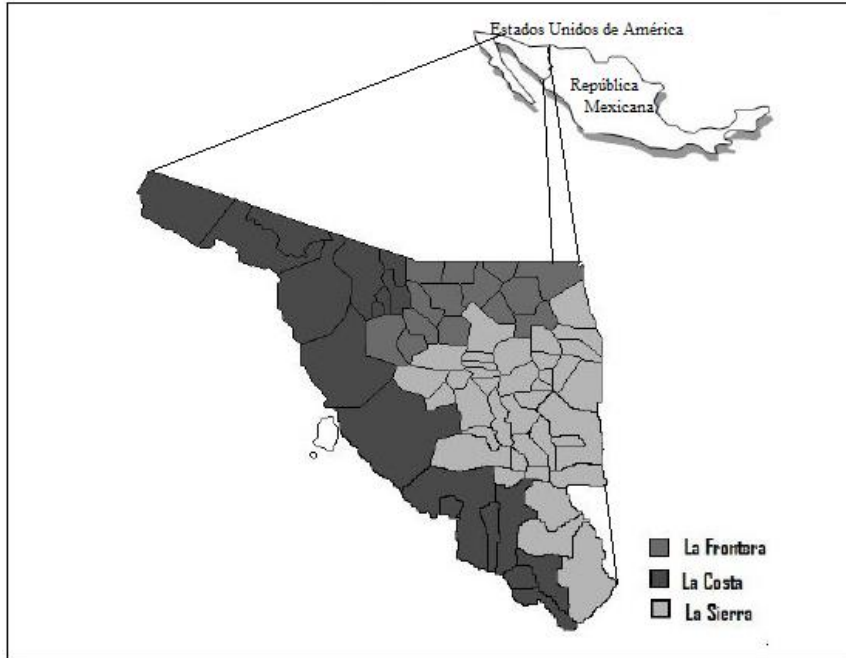 Estados Unidos de América
República
Mexicana
La Frontera
La Costa
La Sierra